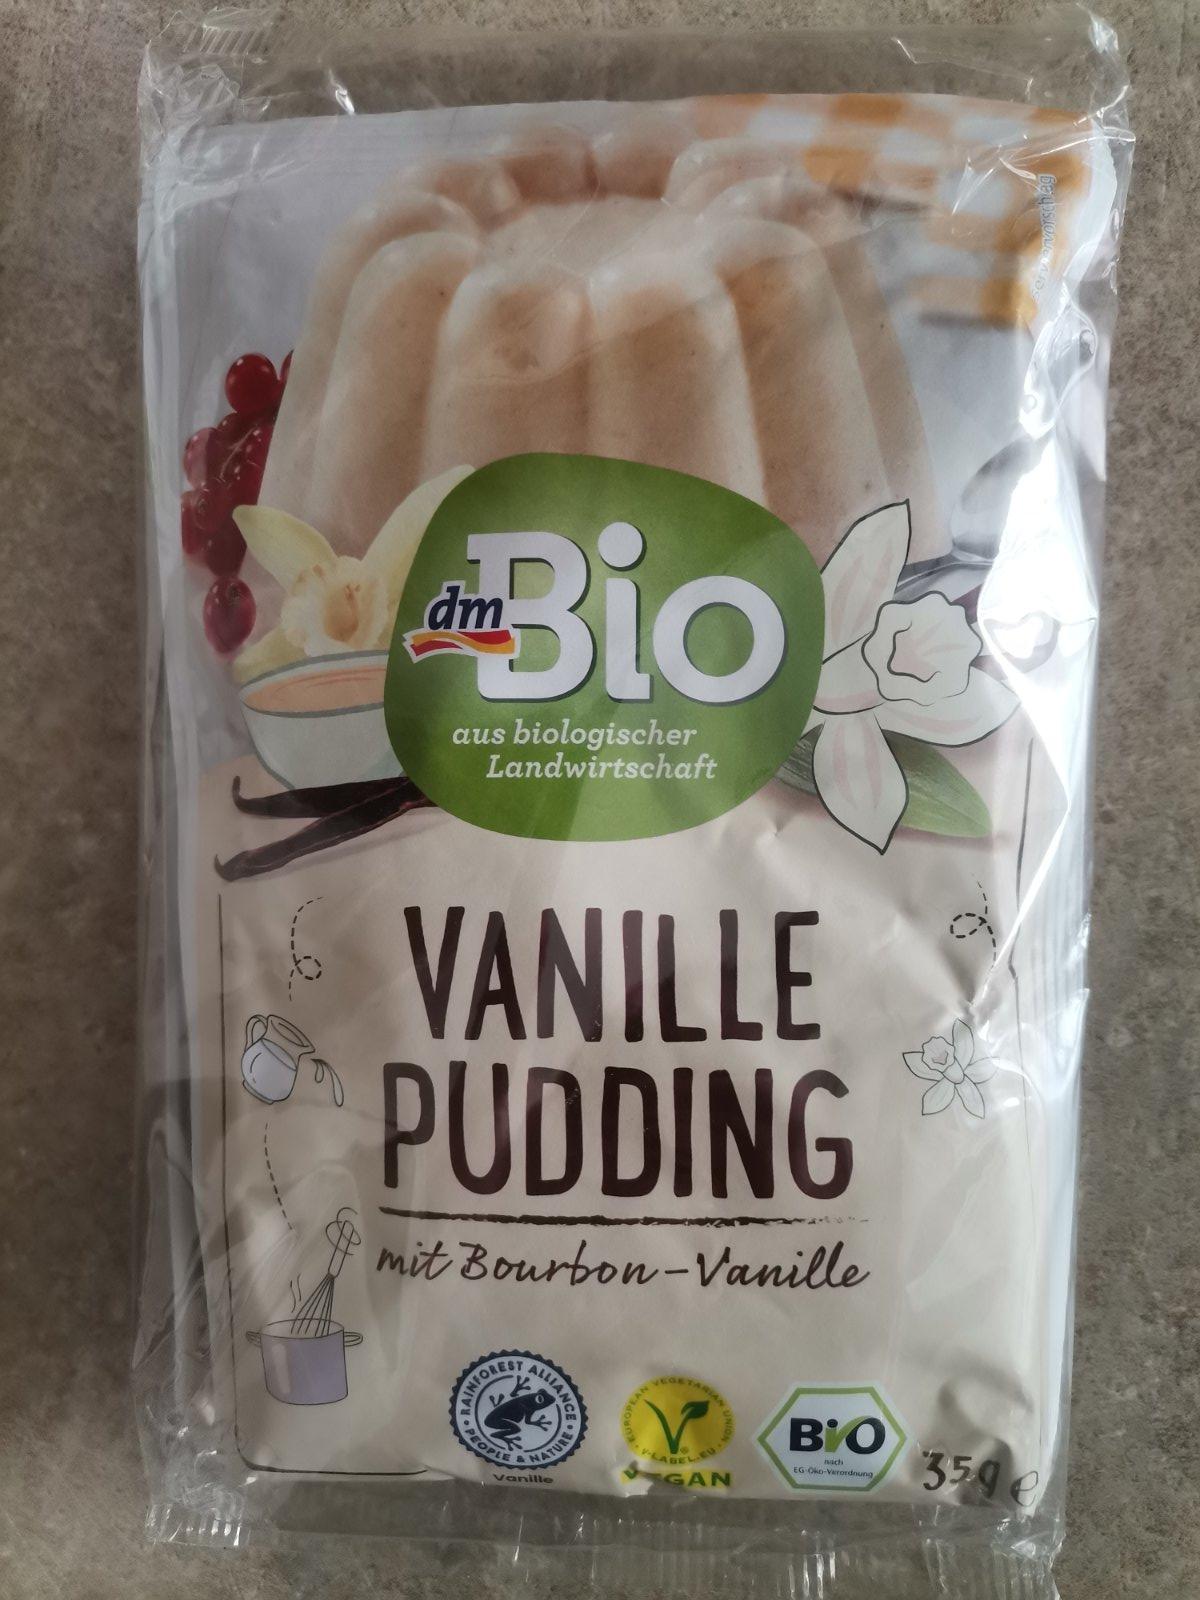 Serviervorschlag
dm Bio
aus biologischer
Landwirtschaft
VANILLE
PUDDING
mit Bourbon-Vanille
RAINFOREST ALLIANCE
PEOPLE & NATURE
Vanille
EUROPEAN VEGETARIAN UNION
V-LABEL.EU
VEGAN
BIO
nach
EG-Öko-Verordnung
35g e